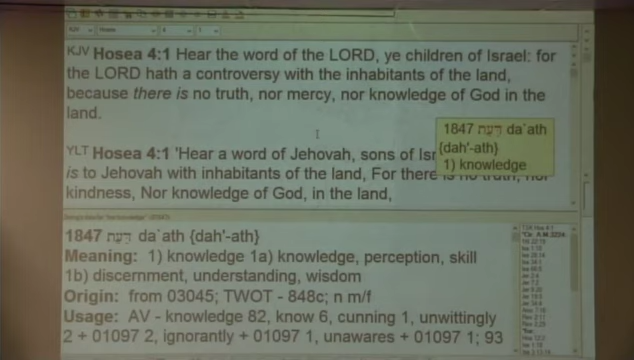 KJV
Hosea
4
1
KJV Hosea 4:1 Hear the word of the LORD, ye children of Israel: for
the LORD hath a controversy with the inhabitants of the land,
because there is no truth, nor mercy, nor knowledge of God in the
land.
1847 דַּעַת da`ath
{dah'-ath}
1) knowledge
YLT Hosea 4:1 'Hear a word of Jehovah, sons of Isr
is to Jehovah with inhabitants of the land, For there is no truth, nor
kindness, Nor knowledge of God, in the land,
1847 דַּעַת da`ath {dah'-ath}
Meaning: 1) knowledge 1a) knowledge, perception, skill
1b) discernment, understanding, wisdom
Origin: from 03045; TWOT - 848c; n m/f
Usage: AV - knowledge 82, know 6, cunning 1, unwittingly
2 + 01097 2, ignorantly + 01097 1, unawares + 01097 1; 93